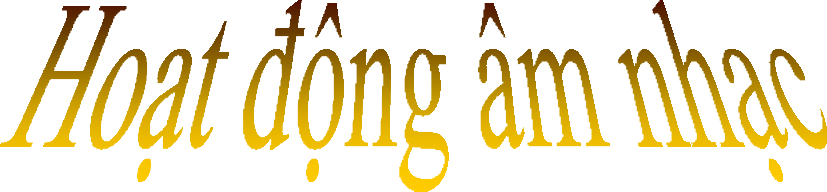 Hoạt động âm nhạc